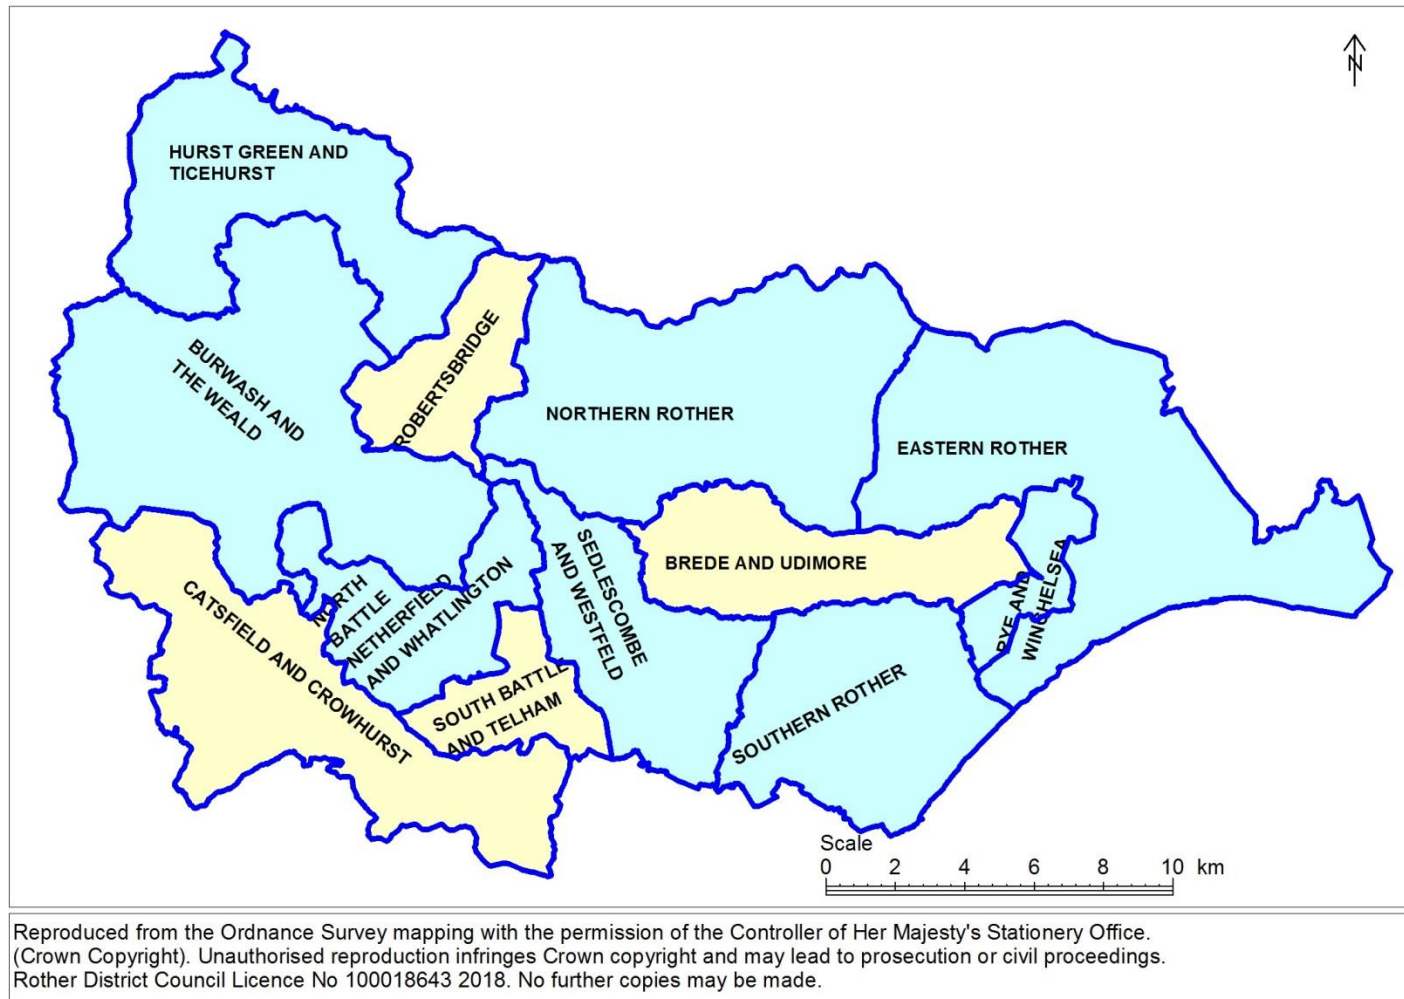 N
HURST GREEN AND
TICEHURST
BURWASH AND
THE WEALD
ROBERTSBRIDGE
NORTHERN ROTHER
EASTERN ROTHER
BREDE AND UDIMORE
SEDLESCOMBE
AND WESTFELD
RYE AND
WINCHELSEA
CATSFIELD AND CROWHURST
NORTH
BATTLE
NETHERFIELD
AND WHATLINGTON
SOUTH BATTLE
AND TELHAM
SOUTHERN ROTHER
Scale
0 2 4 6 8 10 km
Reproduced from the Ordnance Survey mapping with the permission of the Controller of Her Majesty's Stationery Office.
(Crown Copyright). Unauthorised reproduction infringes Crown copyright and may lead to prosecution or civil proceedings.
Rother District Council Licence No 100018643 2018. No further copies may be made.